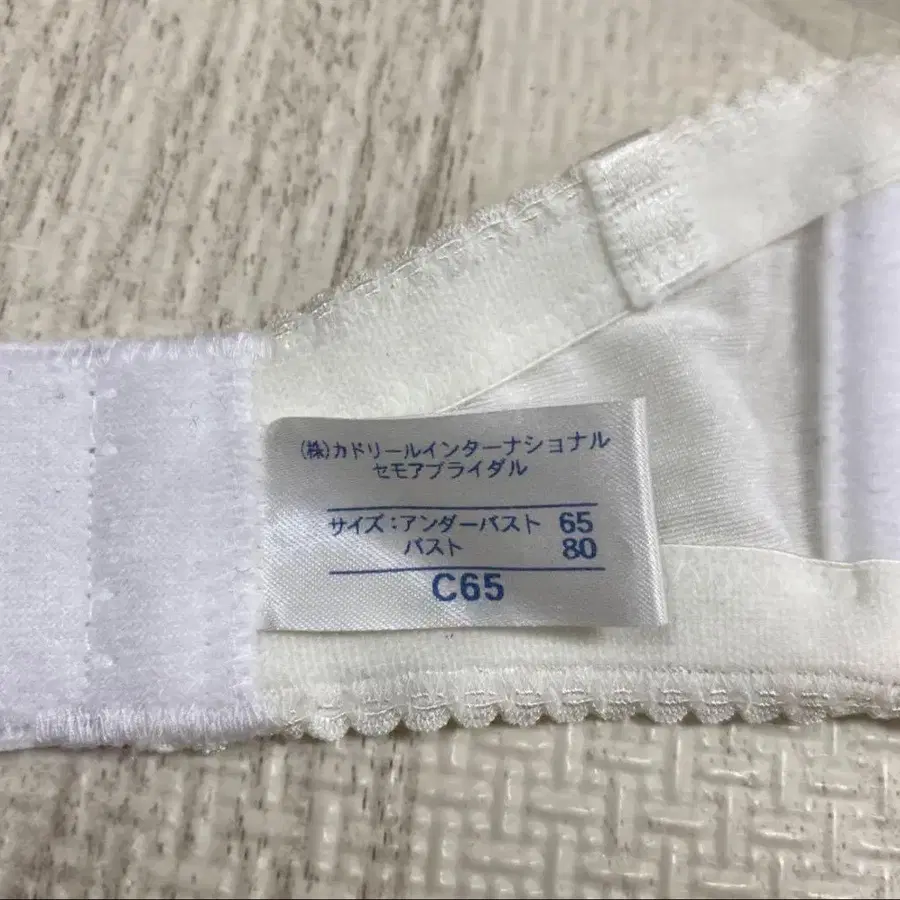 (株)カドリールインターナショナル
セモアブライダル
サイズ:アンダーバスト 65
バスト 80
C65